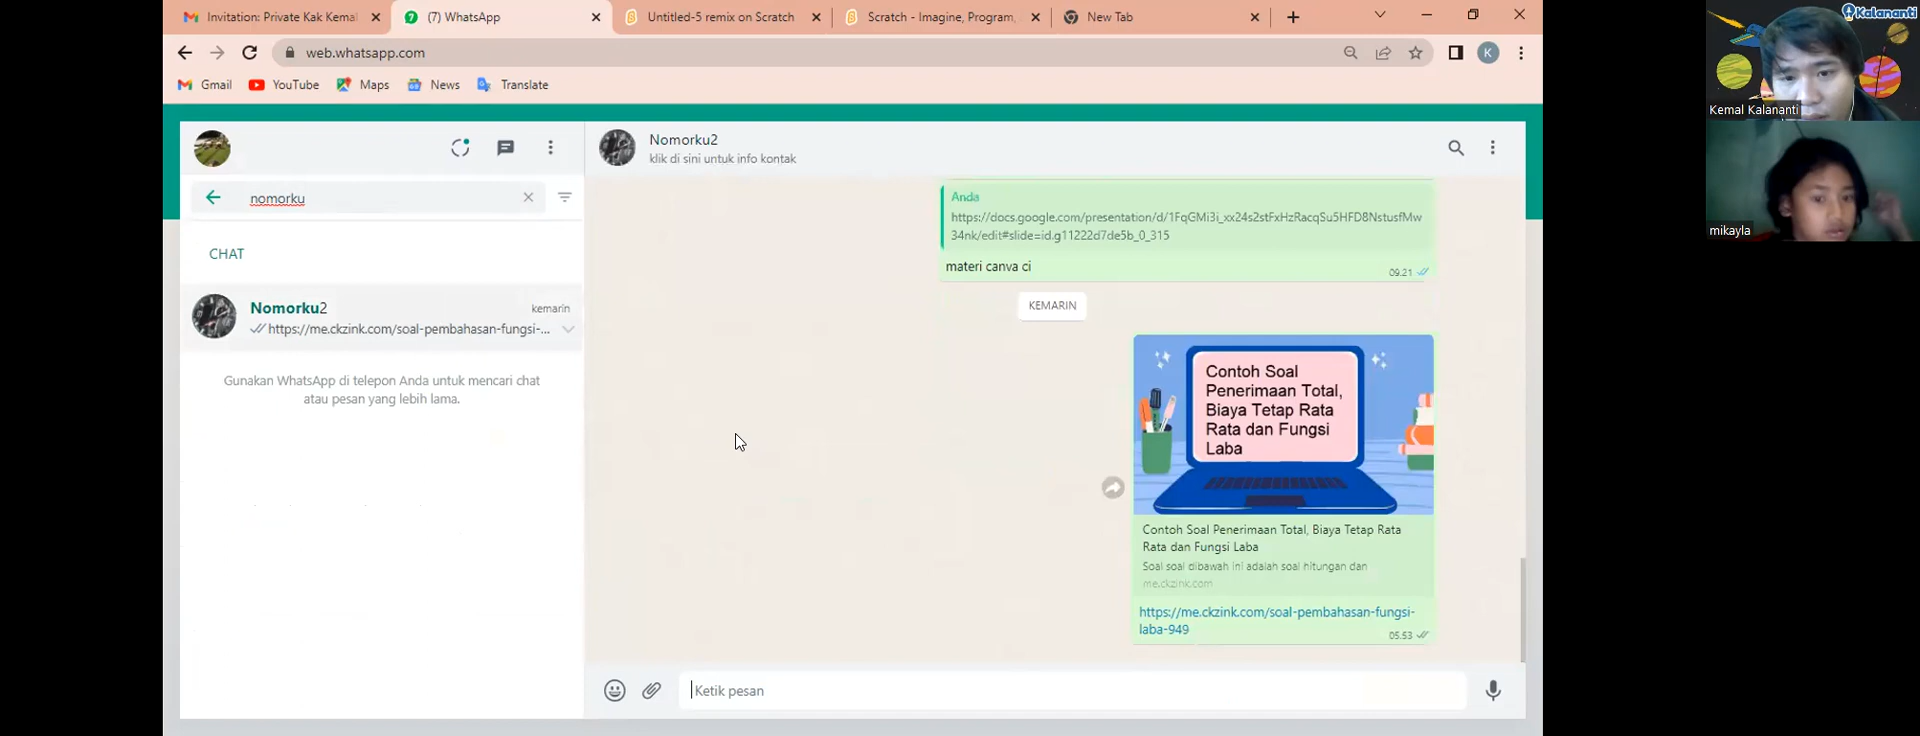 Invitation: Private Kak Kemal
(7) WhatsApp
Untitled-5 remix on Scratch
Scratch - Imagine, Program,
New Tab
web.whatsapp.com
K
Gmail
YouTube
Maps
News
Translate
Kalananti
Kemal Kalananti
mikayla
nomorku
CHAT
Nomorku2
kemarin
https://me.ckzink.com/soal-pembahasan-fungsi-...
Gunakan WhatsApp di telepon Anda untuk mencari chat
atau pesan yang lebih lama.
Nomorku2
klik di sini untuk info kontak
Anda
https://docs.google.com/presentation/d/1FqGMi3i_xx24s2stFxHzRacqSu5HFD8NstusfMw
34nk/edit#slide=id.g11222d7de5b_0_315
materi canva ci
09.21
KEMARIN
Contoh Soal
Penerimaan Total,
Biaya Tetap Rata
Rata dan Fungsi
Laba
Contoh Soal Penerimaan Total, Biaya Tetap Rata
Rata dan Fungsi Laba
Soal soal dibawah ini adalah soal hitungan dan
me.ckzink.com
https://me.ckzink.com/soal-pembahasan-fungsi-
laba-949
05.53
Ketik pesan